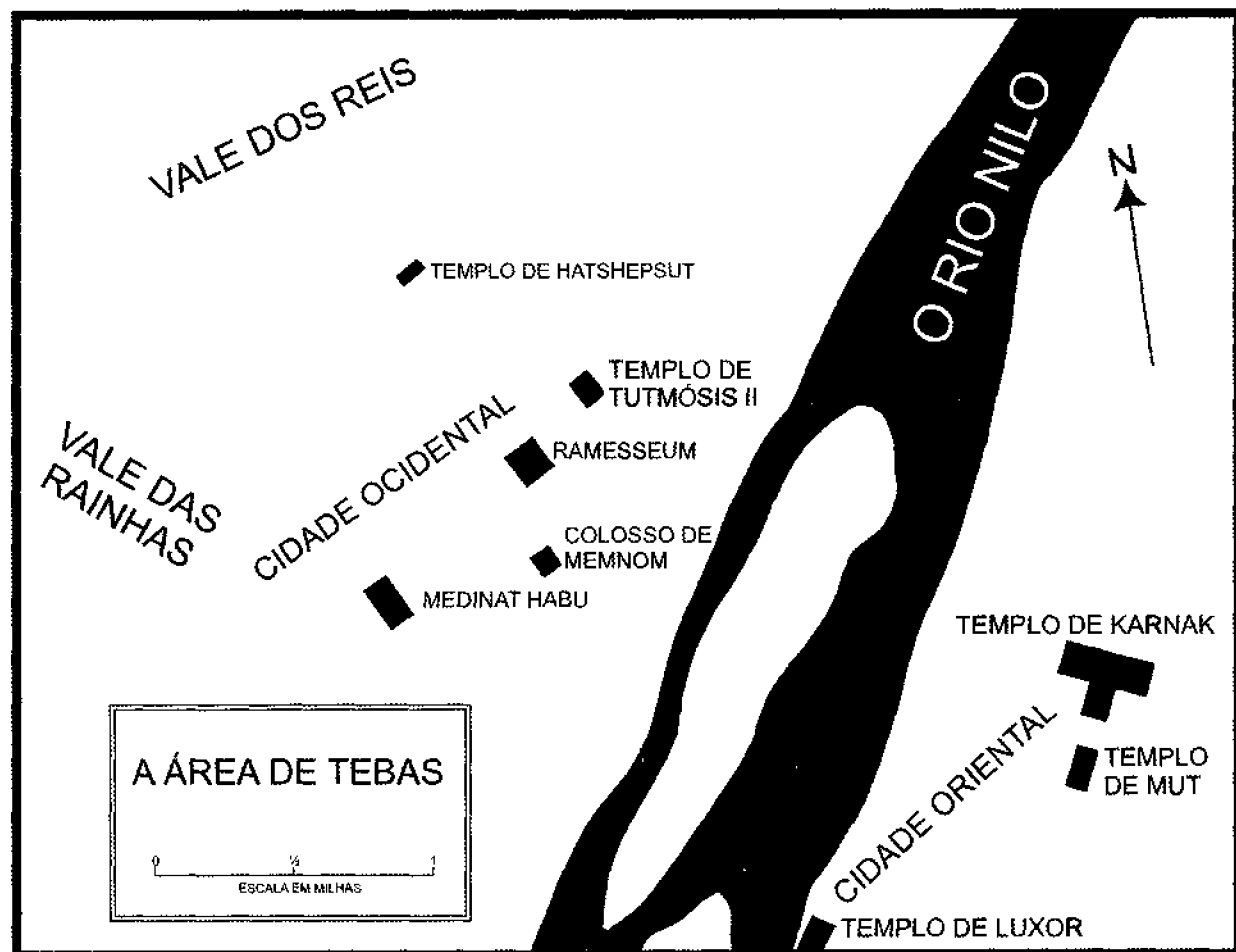 VALE DOS REIS
O RIO NILO
N
TEMPLO DE HATSHEPSUT
TEMPLO DE
TUTMÓSIS II
VALE DAS
RAINHAS
CIDADE OCIDENTAL
RAMESSEUM
COLOSSO DE
MEMNOM
MEDINAT HABU
TEMPLO DE KARNAK
CIDADE ORIENTAL
TEMPLO
DE MUT
A ÁREA DE TEBAS
0 ½ 1
ESCALA EM MILHAS
TEMPLO DE LUXOR